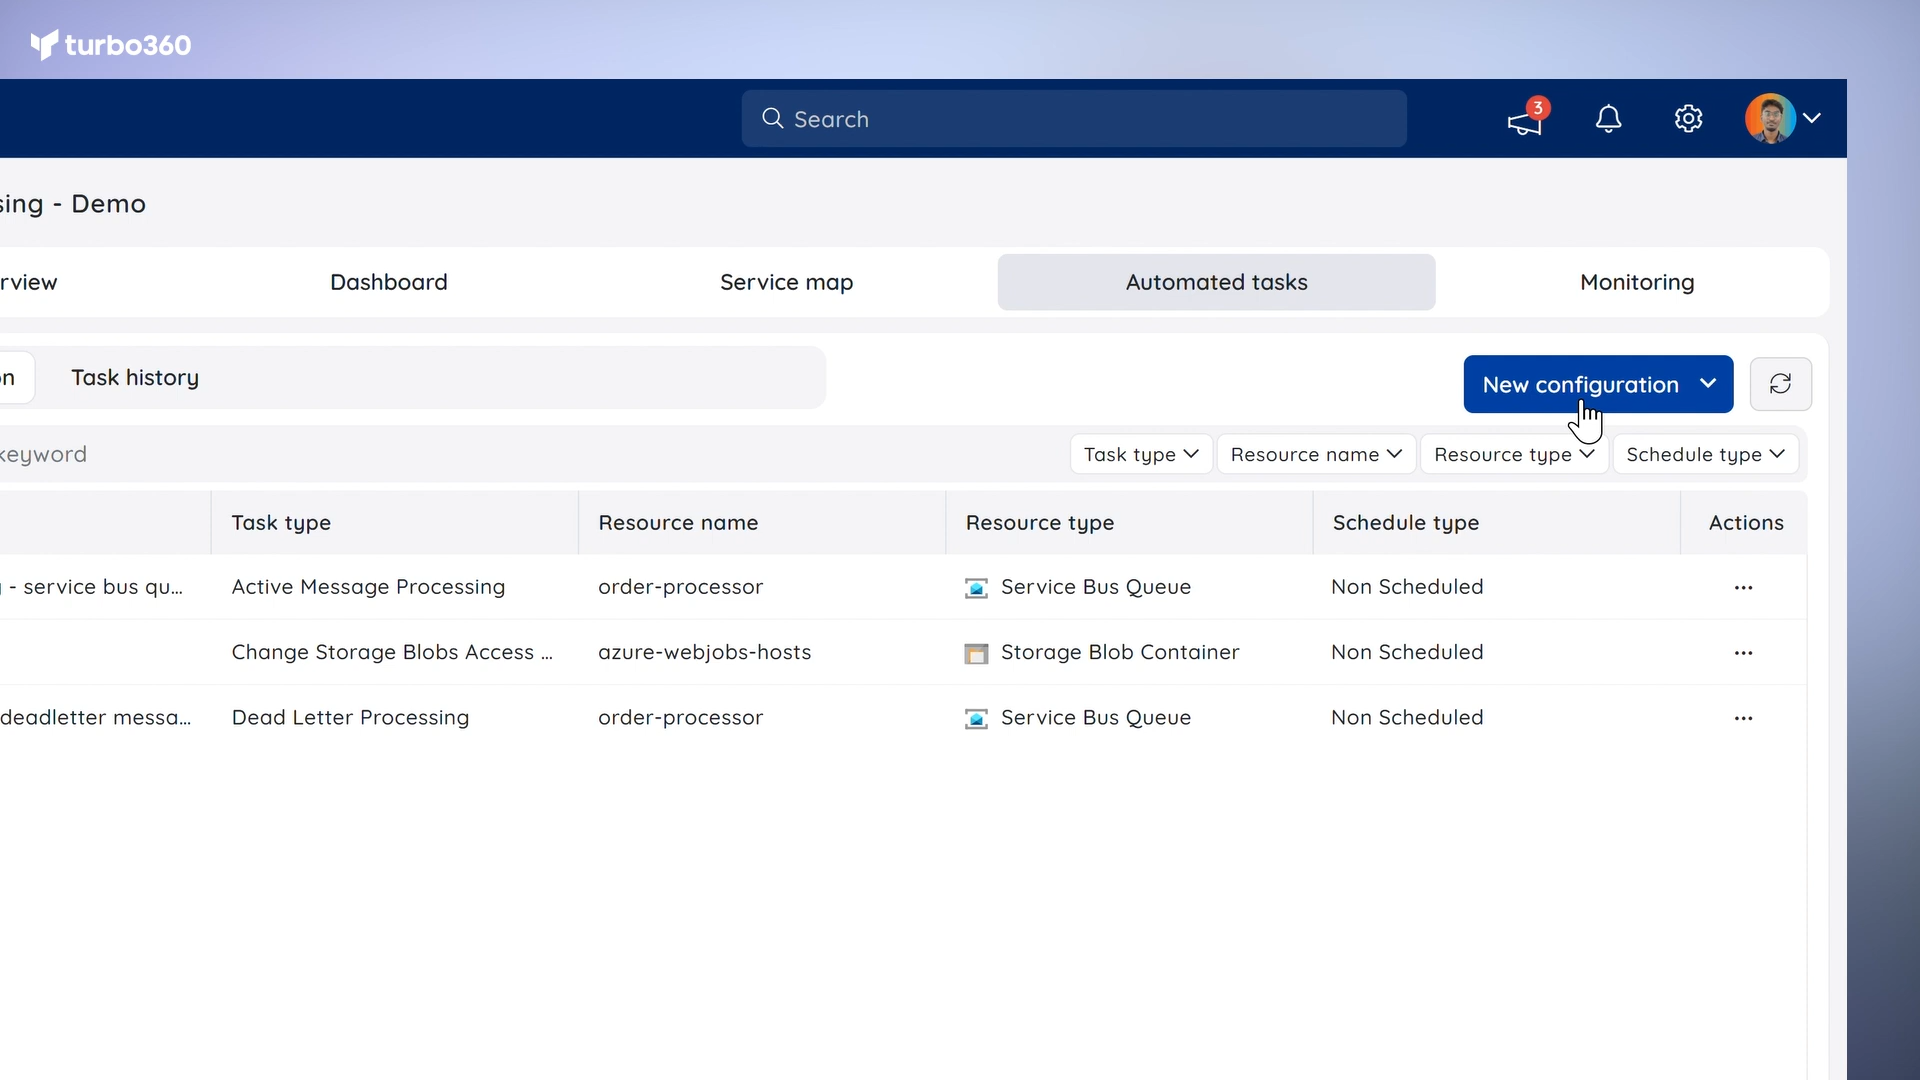 turbo360
Search
3
sing - Demo
rview
Dashboard
Service map
Automated tasks
Monitoring
on
Task history
New configuration
keyword
Task type
Resource name
Resource type
Schedule type
Task type
Resource name
Resource type
Schedule type
Actions
- service bus qu...
Active Message Processing
order-processor
Service Bus Queue
Non Scheduled
Change Storage Blobs Access ...
azure-webjobs-hosts
Storage Blob Container
Non Scheduled
deadletter messa...
Dead Letter Processing
order-processor
Service Bus Queue
Non Scheduled